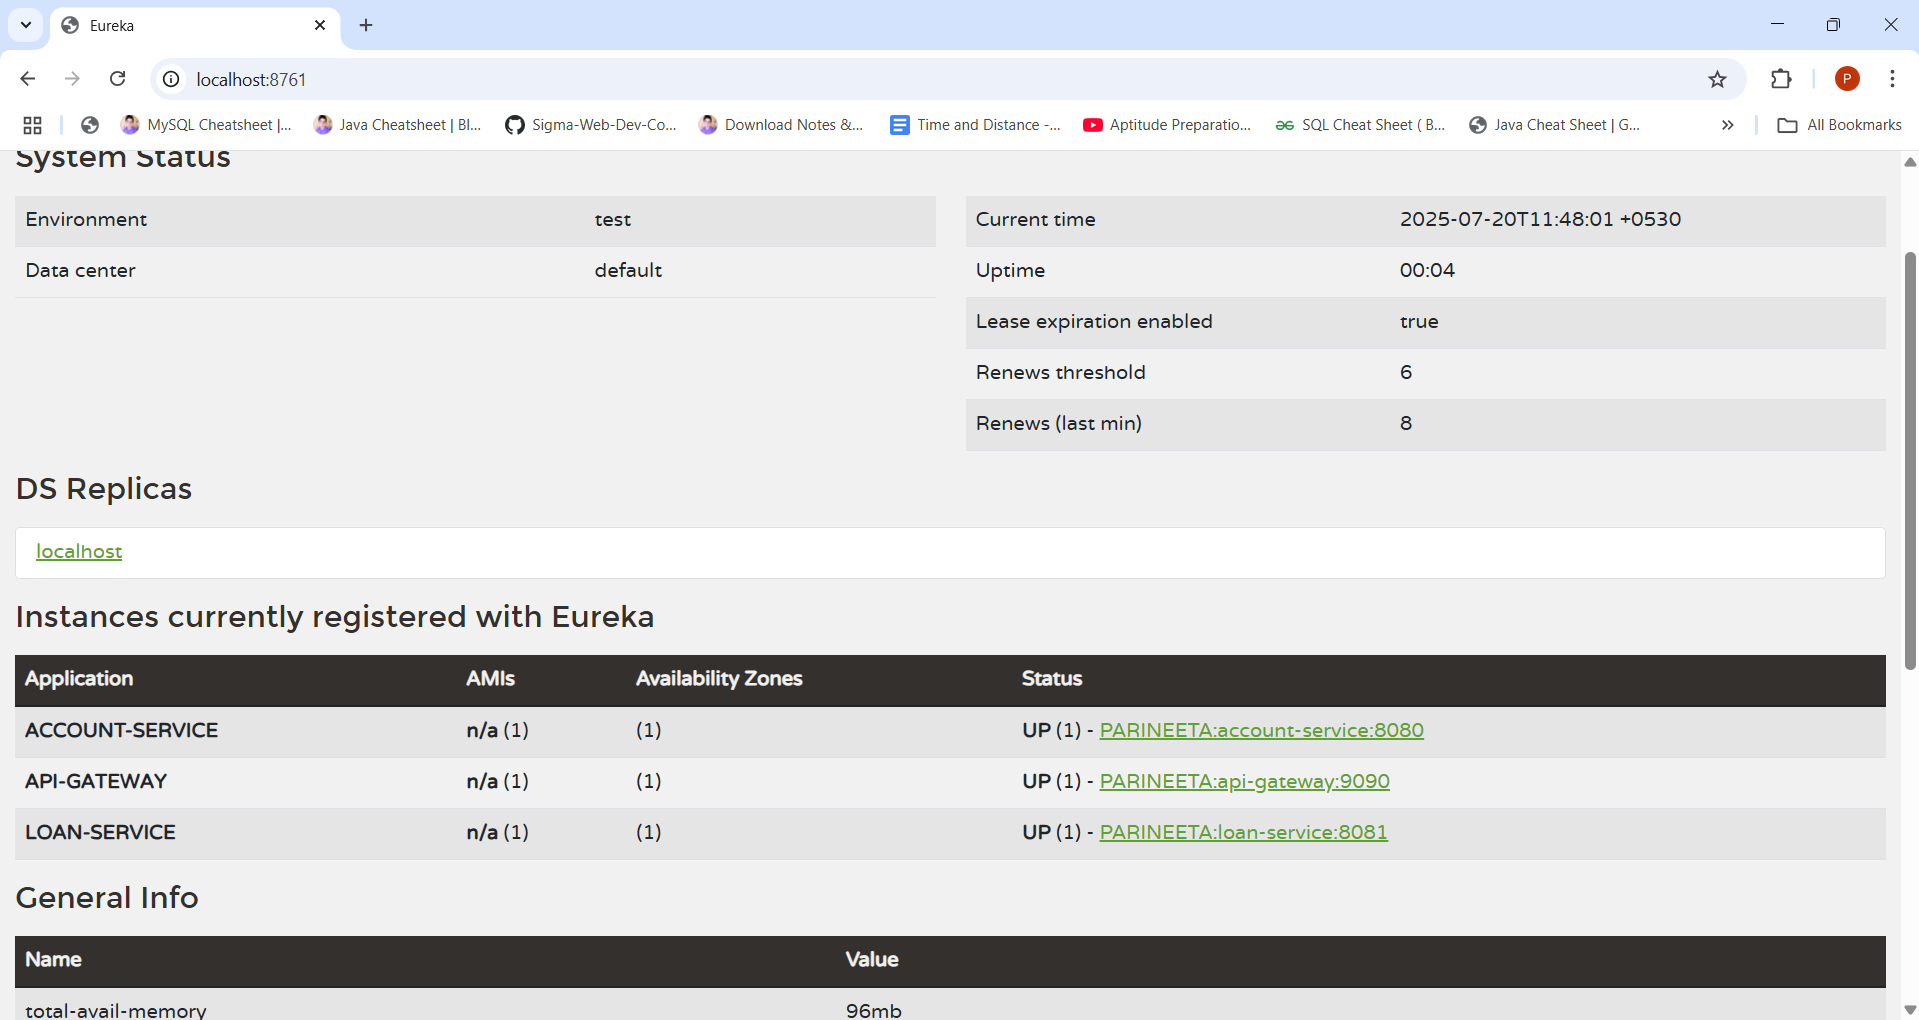 Eureka
localhost:8761
MySQL Cheatsheet |... Java Cheatsheet | Bl... Sigma-Web-Dev-Co... Download Notes &... Time and Distance -... Aptitude Preparatio... SQL Cheat Sheet ( B... Java Cheat Sheet | G... » All Bookmarks
P
System Status
Environment test
Data center default
Current time 2025-07-20T11:48:01 +0530
Uptime 00:04
Lease expiration enabled true
Renews threshold 6
Renews (last min) 8
DS Replicas
localhost
Instances currently registered with Eureka
Application AMIs Availability Zones Status
ACCOUNT-SERVICE n/a (1) (1) UP (1) - PARINEETA:account-service:8080
API-GATEWAY n/a (1) (1) UP (1) - PARINEETA:api-gateway:9090
LOAN-SERVICE n/a (1) (1) UP (1) - PARINEETA:loan-service:8081
General Info
Name Value
total-avail-memory 96mb